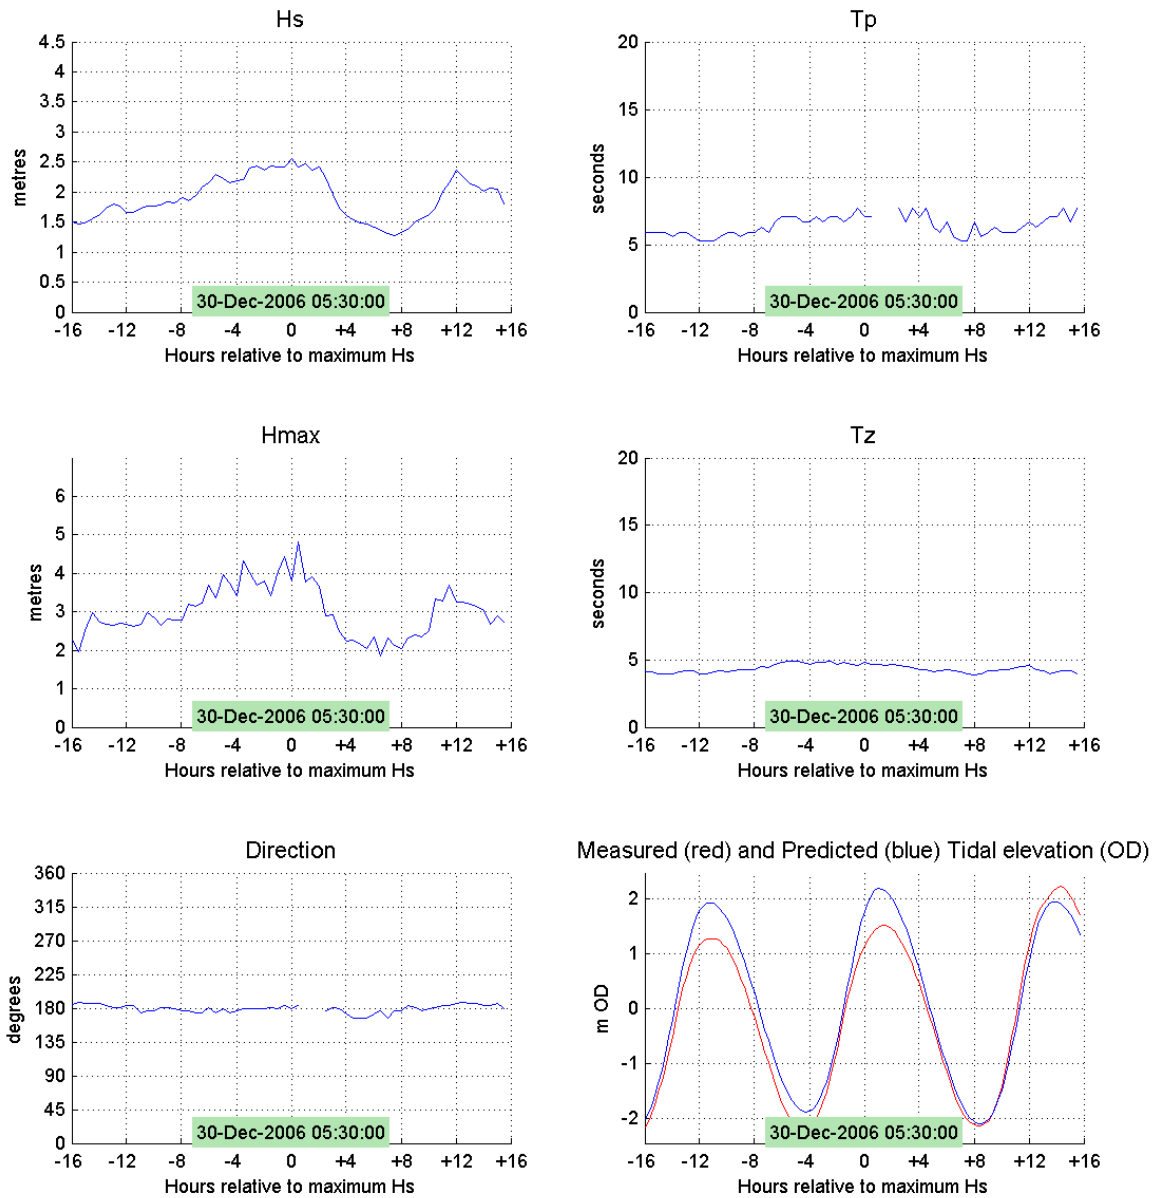 Hs
4.5
4
3.5
3
2.5
2
1.5
1
0.5
0
metres
30-Dec-2006 05:30:00
-16 -12 -8 -4 0 +4 +8 +12 +16
Hours relative to maximum Hs
Tp
20
15
10
5
0
seconds
30-Dec-2006 05:30:00
-16 -12 -8 -4 0 +4 +8 +12 +16
Hours relative to maximum Hs
Hmax
6
5
4
3
2
1
0
metres
30-Dec-2006 05:30:00
-16 -12 -8 -4 0 +4 +8 +12 +16
Hours relative to maximum Hs
Tz
20
15
10
5
0
seconds
30-Dec-2006 05:30:00
-16 -12 -8 -4 0 +4 +8 +12 +16
Hours relative to maximum Hs
Direction
360
315
270
225
180
135
90
45
0
degrees
30-Dec-2006 05:30:00
-16 -12 -8 -4 0 +4 +8 +12 +16
Hours relative to maximum Hs
Measured (red) and Predicted (blue) Tidal elevation (OD)
2
1
0
-1
-2
m OD
30-Dec-2006 05:30:00
-16 -12 -8 -4 0 +4 +8 +12 +16
Hours relative to maximum Hs